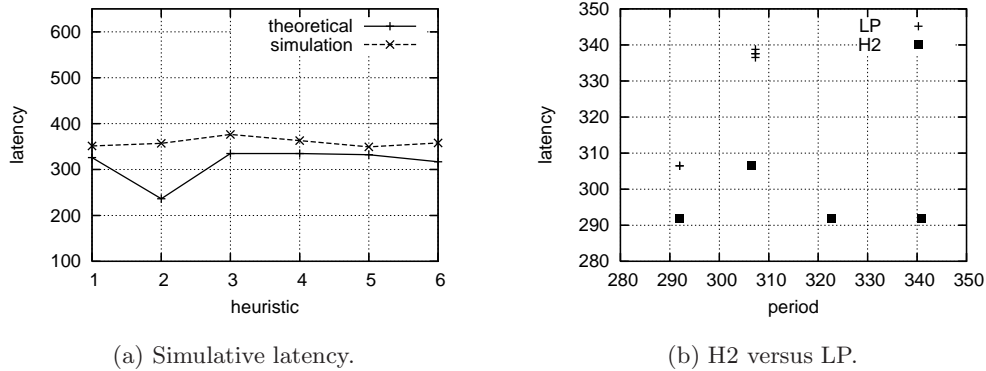 600
500
400
300
200
100
latency
theoretical
simulation
1 2 3 4 5 6
heuristic
(a) Simulative latency.
350
340
330
320
310
300
290
280
latency
LP
H2
280 290 300 310 320 330 340 350
period
(b) H2 versus LP.